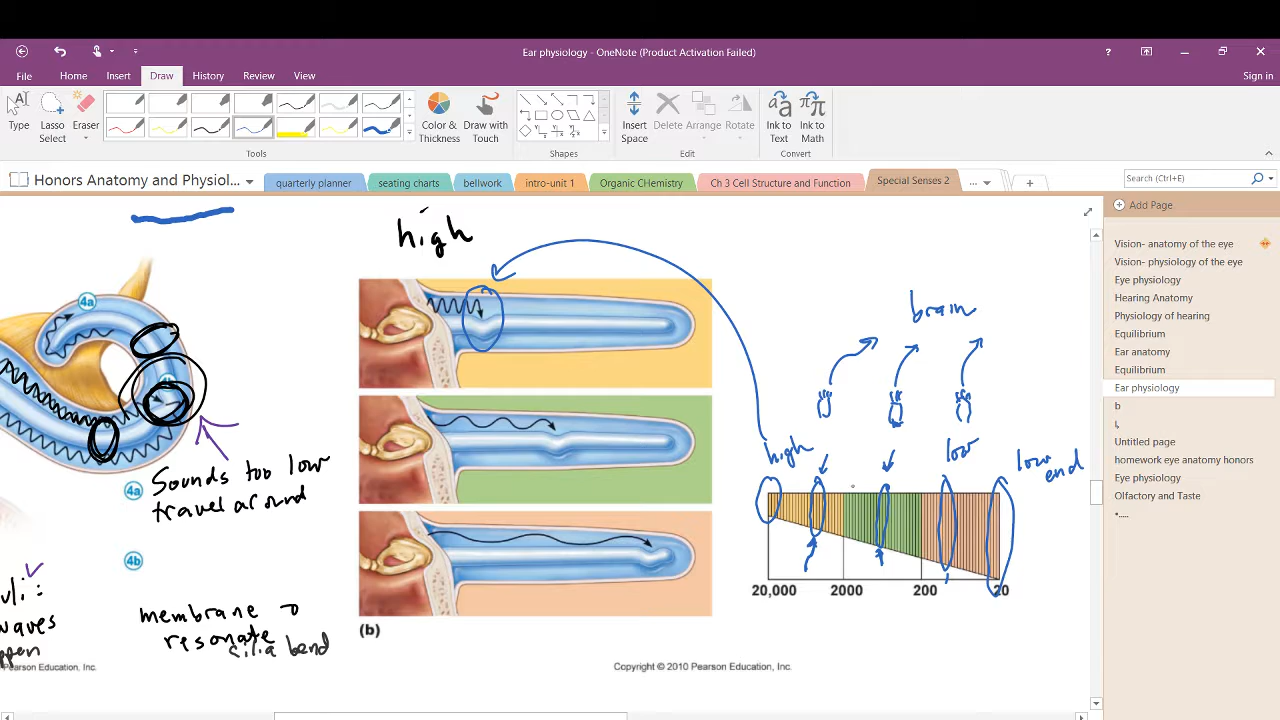 Ear physiology - OneNote (Product Activation Failed)
?
File
Home
Insert
Draw
History
Review
View
Sign in
Type
Lasso
Select
Eraser
Color &
Thickness
Draw with
Touch
Insert
Space
Delete
Arrange
Rotate
Ink to
Text
Ink to
Math
Tools
Shapes
Edit
Convert
Honors Anatomy and Physiol...
quarterly planner
seating charts
bellwork
intro-unit 1
Organic CHemistry
Ch 3 Cell Structure and Function
Special Senses 2
...
Search (Ctrl+E)
Add Page
Vision- anatomy of the eye
Vision- physiology of the eye
Eye physiology
Hearing Anatomy
Physiology of hearing
Equilibrium
Ear anatomy
Equilibrium
Ear physiology
b
Untitled page
homework eye anatomy honors
Eye physiology
Olfactory and Taste
high
4a
brain
high
low
low
end
Sounds too low
travel around
4a
4b
uli :
waves
ppen
membrane →
resonate
cilia bend
20,000
2000
200
20
(b)
Pearson Education, Inc.
Copyright © 2010 Pearson Education, Inc.